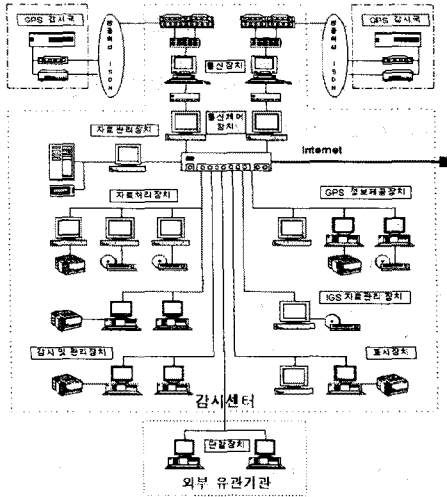 GPS 감시국
GPS 감시국
ISDN
ISDN
통신장치
통신제어
장치
Internet
자료관리장치
자료처리장치
GPS 정보제공장치
IGS 자료관리 장치
감시 및 관리장치
표시장치
감시센터
단말장치
외부 유관기관